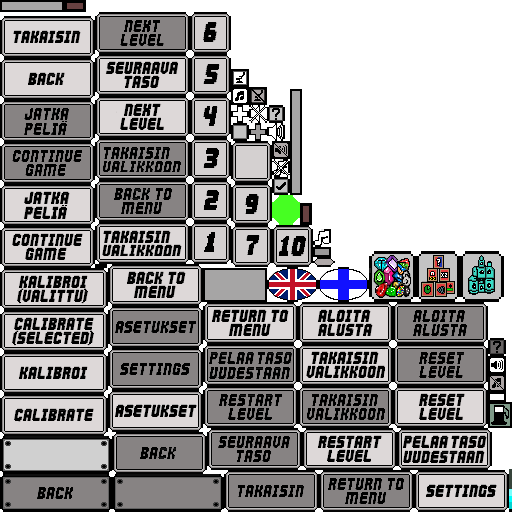 TAKAISIN
NEXT
LEVEL
6
BACK
SEURAAVA
TASO
5
JATKA
PELIÄ
NEXT
LEVEL
4
?
CONTINUE
GAME
TAKAISIN
VALIKKOON
3
JATKA
PELIÄ
BACK TO
MENU
2
9
CONTINUE
GAME
TAKAISIN
VALIKKOON
1
7
10
KALIBROI
(VALITTU)
BACK TO
MENU
CALIBRATE
(SELECTED)
ASETUKSET
RETURN TO
MENU
ALOITA
ALUSTA
ALOITA
ALUSTA
KALIBROI
SETTINGS
PELAA TASO
UUDESTAAN
TAKAISIN
VALIKKOON
RESET
LEVEL
?
CALIBRATE
ASETUKSET
RESTART
LEVEL
TAKAISIN
VALIKKOON
RESET
LEVEL
BACK
SEURAAVA
TASO
RESTART
LEVEL
PELAA TASO
UUDESTAAN
BACK
TAKAISIN
RETURN TO
MENU
SETTINGS